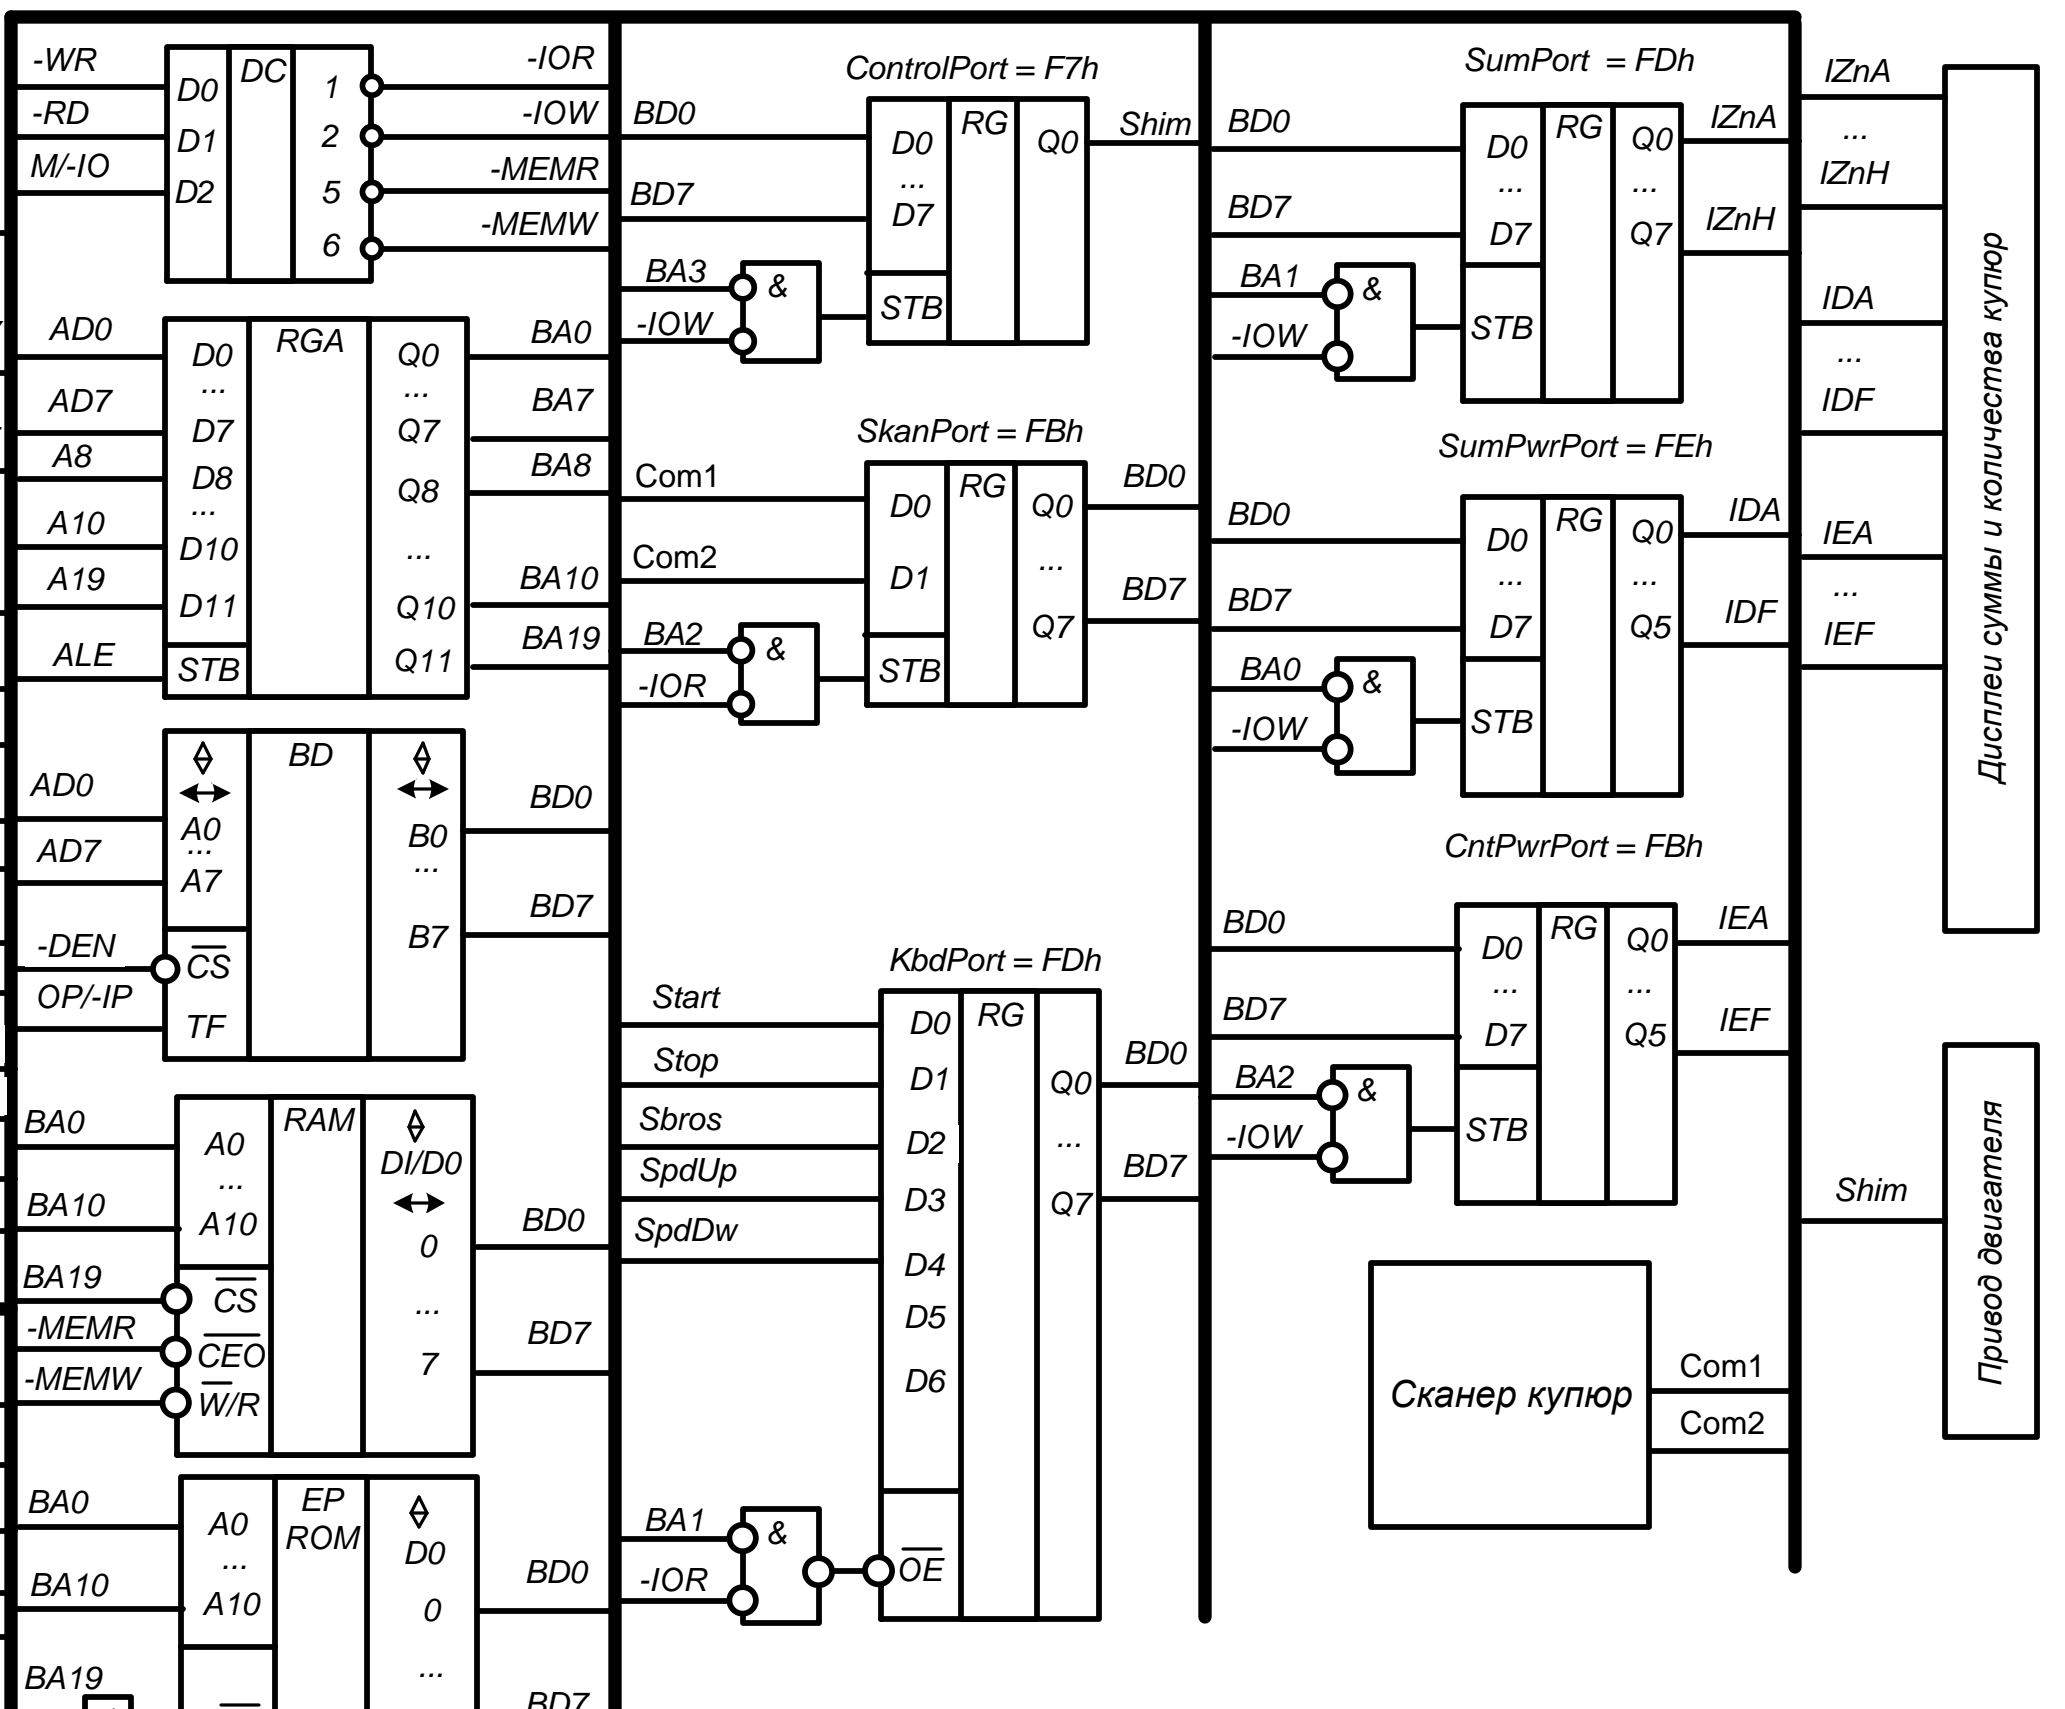 -WR
-RD
M/-IO
D0
D1
D2
DC
1
2
5
6
-IOR
-IOW
-MEMR
-MEMW
AD0
AD7
A8
A10
A19
ALE
D0
...
D7
D8
...
D10
D11
STB
RGA
Q0
...
Q7
Q8
...
Q10
Q11
BA0
BA7
BA8
BA10
BA19
AD0
AD7
-DEN
OP/-IP
A0
...
A7
CS
TF
BD
B0
...
B7
BD0
BD7
BA0
BA10
BA19
-MEMR
-MEMW
A0
...
A10
CS
CEO
W/R
RAM
DI/D0
0
...
7
BD0
BD7
BA0
BA10
BA19
A0
...
A10
EP
ROM
D0
0
...
BD0
BD7
ControlPort = F7h
BD0
BD7
BA3
-IOW
&
D0
...
D7
STB
RG
Q0
Shim
SkanPort = FBh
Com1
Com2
BA2
-IOR
&
D0
D1
STB
RG
Q0
...
Q7
BD0
BD7
KbdPort = FDh
Start
Stop
Sbros
SpdUp
SpdDw
BA1
-IOR
&
D0
D1
D2
D3
D4
D5
D6
OE
RG
Q0
...
Q7
BD0
BD7
SumPort = FDh
BD0
BD7
BA1
-IOW
&
D0
...
D7
STB
RG
Q0
...
Q7
IZnA
IZnH
SumPwrPort = FEh
BD0
BD7
BA0
-IOW
&
D0
...
D7
STB
RG
Q0
...
Q5
IDA
IDF
CntPwrPort = FBh
BD0
BD7
BA2
-IOW
&
D0
...
D7
STB
RG
Q0
...
Q5
IEA
IEF
Сканер купюр
Com1
Com2
IZnA
...
IZnH
IDA
...
IDF
IEA
...
IEF
Дисплеи суммы и количества купюр
Shim
Привод двигателя